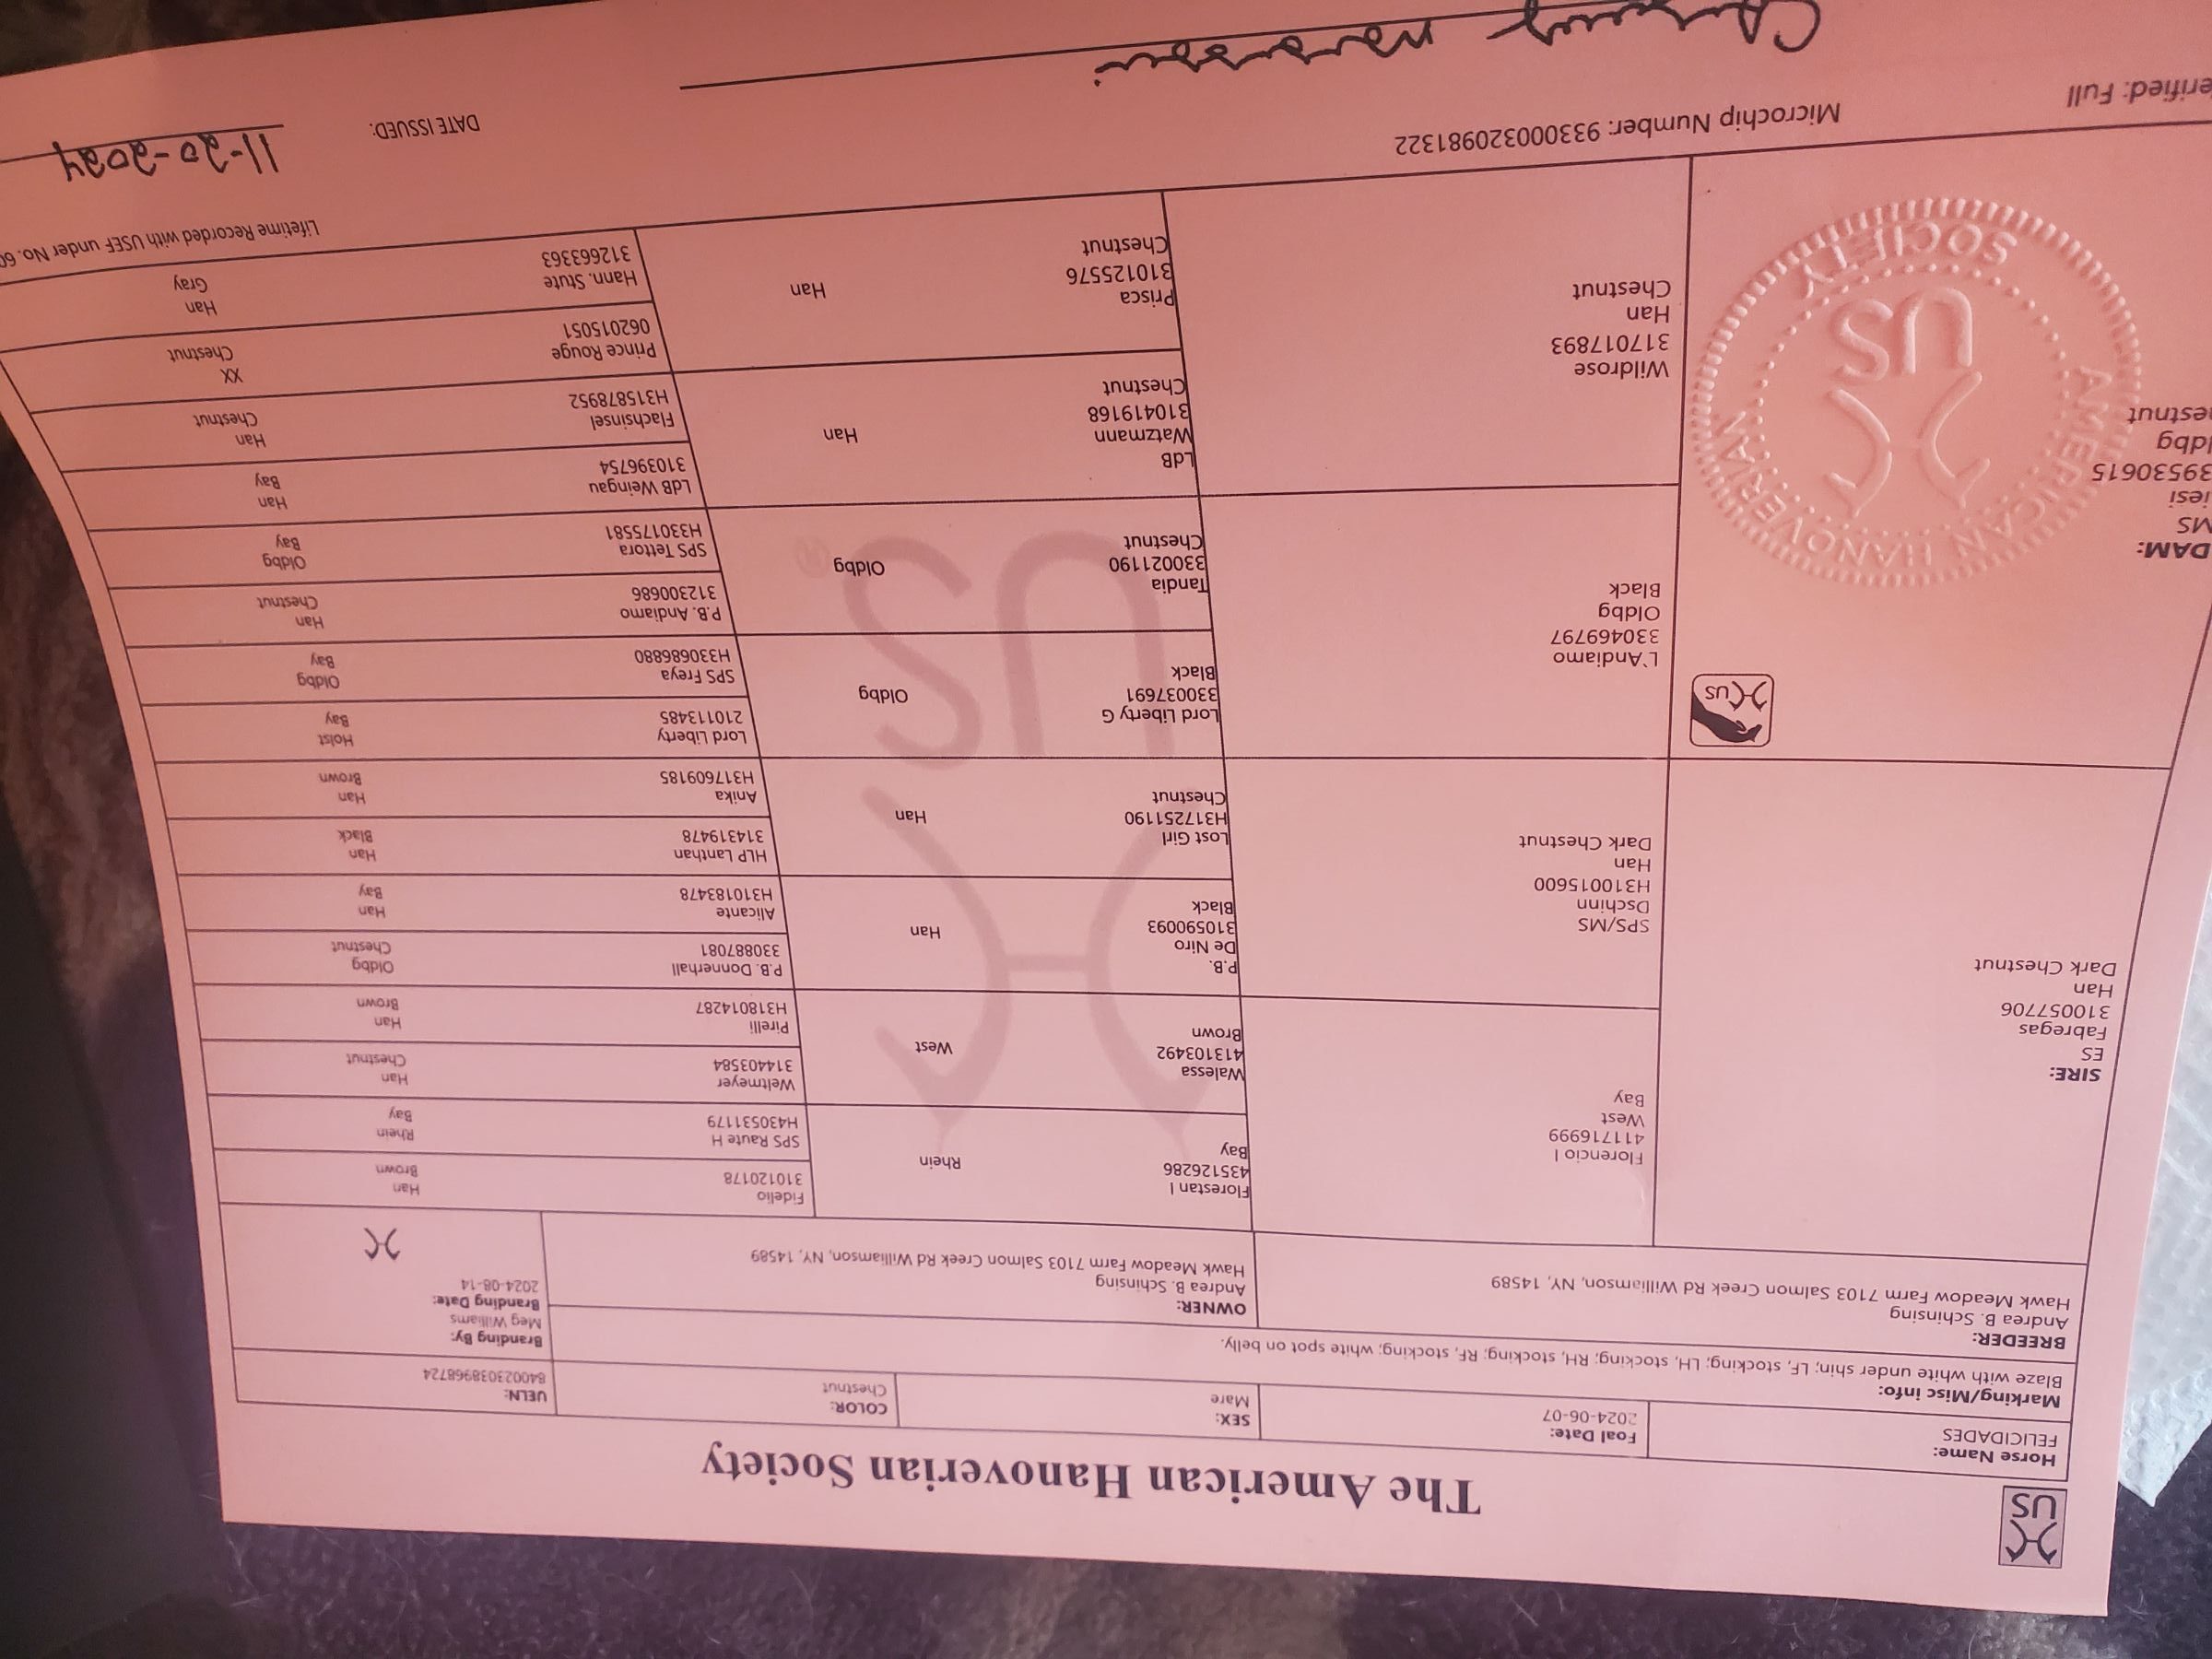 US
The American Hanoverian Society
Horse Name:
FELICIDADES
Foal Date:
2024-06-07
SEX:
Mare
COLOR:
Chestnut
UELN:
840023038968724
Marking/Misc info:
Blaze with white under shin; LF, stocking; LH, stocking; RH, stocking; RF, stocking; white spot on belly.
Branding By:
Meg Williams
Branding Date:
2024-08-14
BREEDER:
Andrea B. Schinsing
Hawk Meadow Farm 7103 Salmon Creek Rd Williamson, NY, 14589
OWNER:
Andrea B. Schinsing
Hawk Meadow Farm 7103 Salmon Creek Rd Williamson, NY, 14589
SIRE:
ES
Fabregas
310057706
Han
Dark Chestnut
Florencio I
411716999
West
Bay
Florestan I
435126286
Bay
Rhein
Fidelio
310120178
Han
Brown
SPS Raute H
H430531179
Rhein
Bay
Walessa
413103492
Brown
West
Weltmeyer
314403584
Han
Chestnut
Pirelli
H318014287
Han
Brown
SPS/MS
Dschinn
H310015600
Han
Dark Chestnut
P.B.
De Niro
310590093
Black
Han
P.B. Donnerhall
330887081
Oldbg
Chestnut
Alicante
H310183478
Han
Bay
Lost Girl
H317251190
Chestnut
Han
HLP Lanthan
314319478
Han
Black
Anika
H317609185
Han
Brown
US
US
DAM:
MS
iesi
39530615
ldbg
estnut
L'Andiamo
330469797
Oldbg
Black
Lord Liberty G
330037691
Black
Oldbg
Lord Liberty
210113485
Holst
Bay
SPS Freya
H330686880
Oldbg
Bay
Tandia
330021190
Chestnut
Oldbg
P.B. Andiamo
312300686
Han
Chestnut
SPS Tettora
H330175581
Oldbg
Bay
Wildrose
317017893
Han
Chestnut
LdB
Watzmann
310419168
Chestnut
Han
LdB Weingau
310396754
Han
Bay
Flachsinsel
H315878952
Han
Chestnut
Prisca
310125576
Chestnut
Han
Prince Rouge
062015051
XX
Chestnut
Hann. Stute
312663363
Han
Gray
AMERICAN HANOVERIAN SOCIETY
US
Lifetime Recorded with USEF under No. 60
erified: Full
Microchip Number: 933000320981322
DATE ISSUED:
11-20-2024